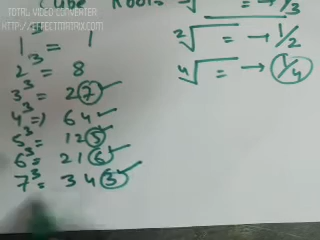 TOTAL VIDEO CONVERTER
Cube Root = 
= → 1/3
1³ = 1
2³ = 8
3³ = 27
4³ =) 64
5³ = 125
6³ = 216
7³ = 343
²√ = → 1/2
⁴√ = → 1/4